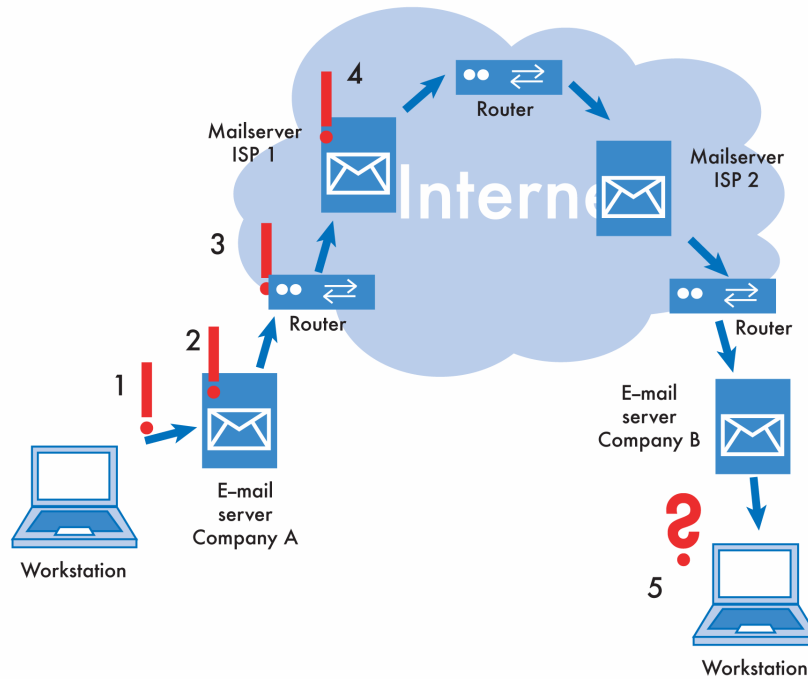 4
Router
Mailserver
ISP 1
Mailserver
ISP 2
Interne
3
Router
Router
2
1
E–mail
server
Company B
E–mail
server
Company A
Workstation
5
Workstation